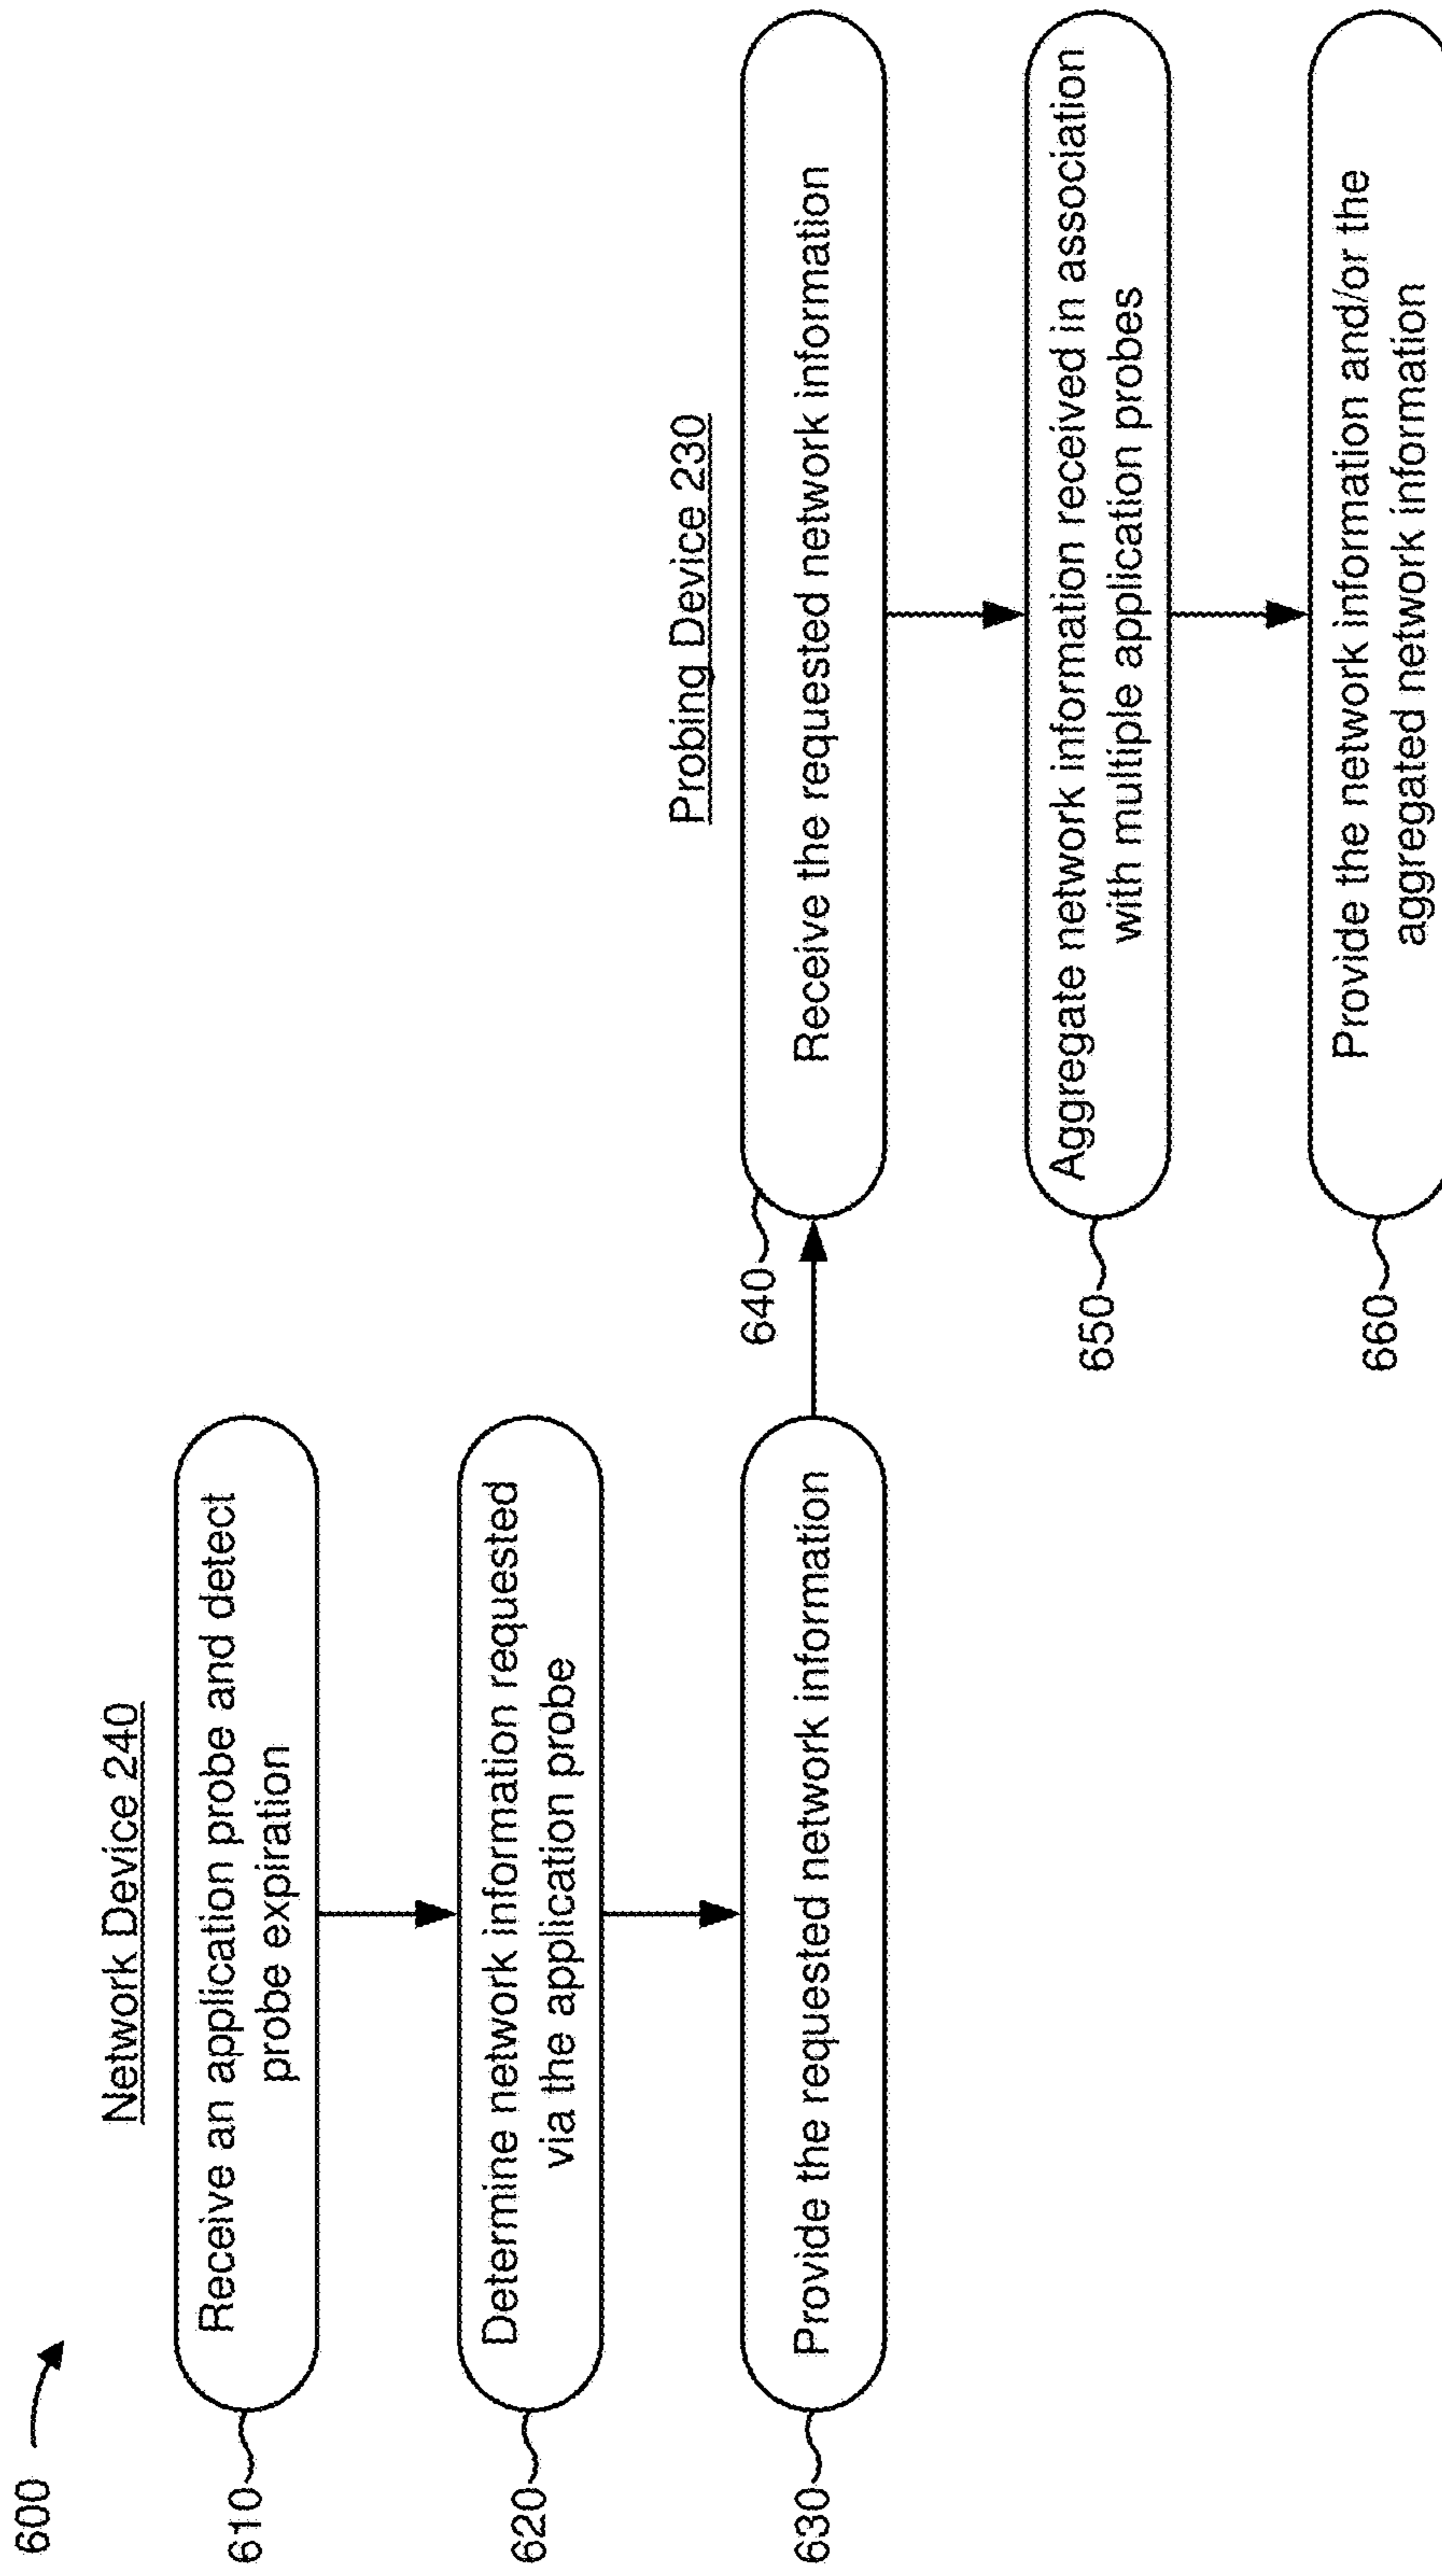 600
Network Device 240
610
Receive an application probe and detect
probe expiration
620
Determine network information requested
via the application probe
630
Provide the requested network information
Probing Device 230
640
Receive the requested network information
650
Aggregate network information received in association
with multiple application probes
660
Provide the network information and/or the
aggregated network information